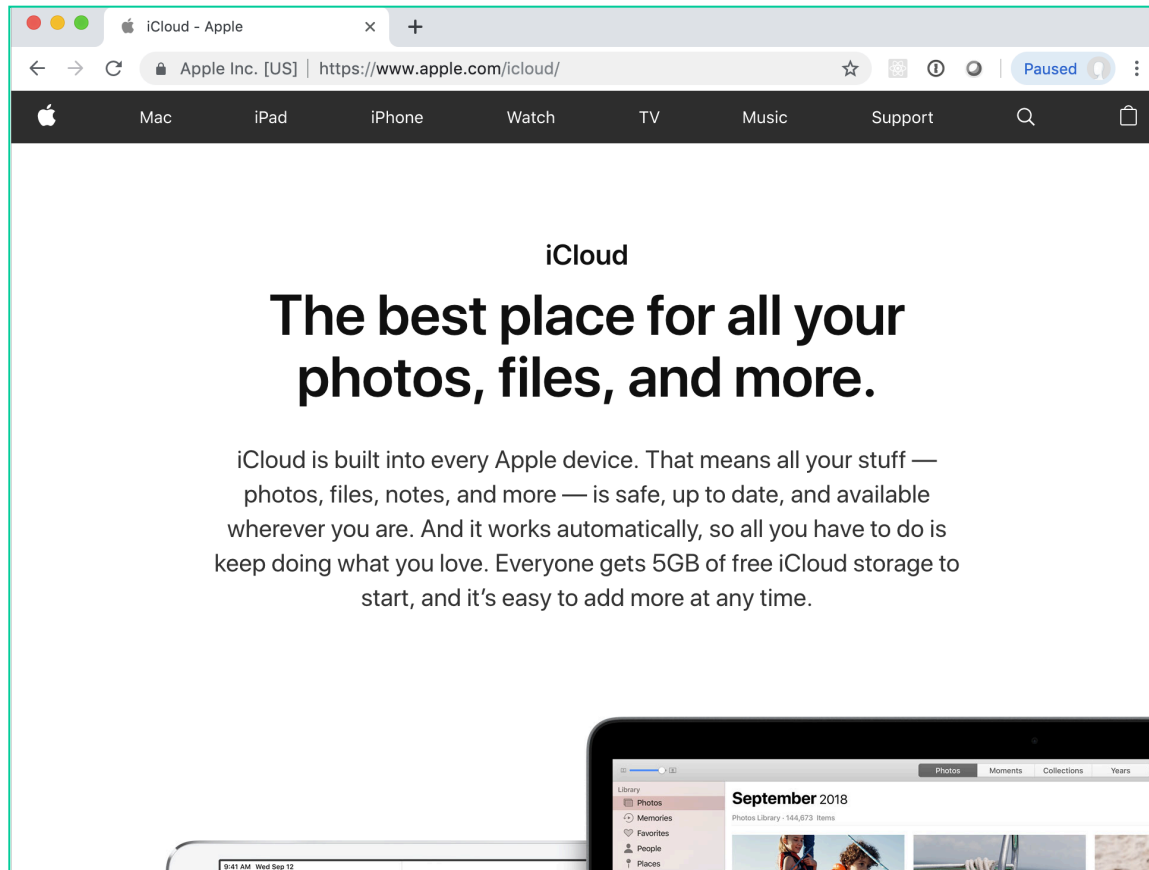 iCloud - Apple
Apple Inc. [US] | https://www.apple.com/icloud/
Paused
Mac iPad iPhone Watch TV Music Support
iCloud
The best place for all your
photos, files, and more.
iCloud is built into every Apple device. That means all your stuff —
photos, files, notes, and more — is safe, up to date, and available
wherever you are. And it works automatically, so all you have to do is
keep doing what you love. Everyone gets 5GB of free iCloud storage to
start, and it’s easy to add more at any time.
Photos Moments Collections Years
Library
Photos
Memories
Favorites
People
Places
September 2018
Photos Library - 144,673 Items
9:41 AM Wed Sep 12